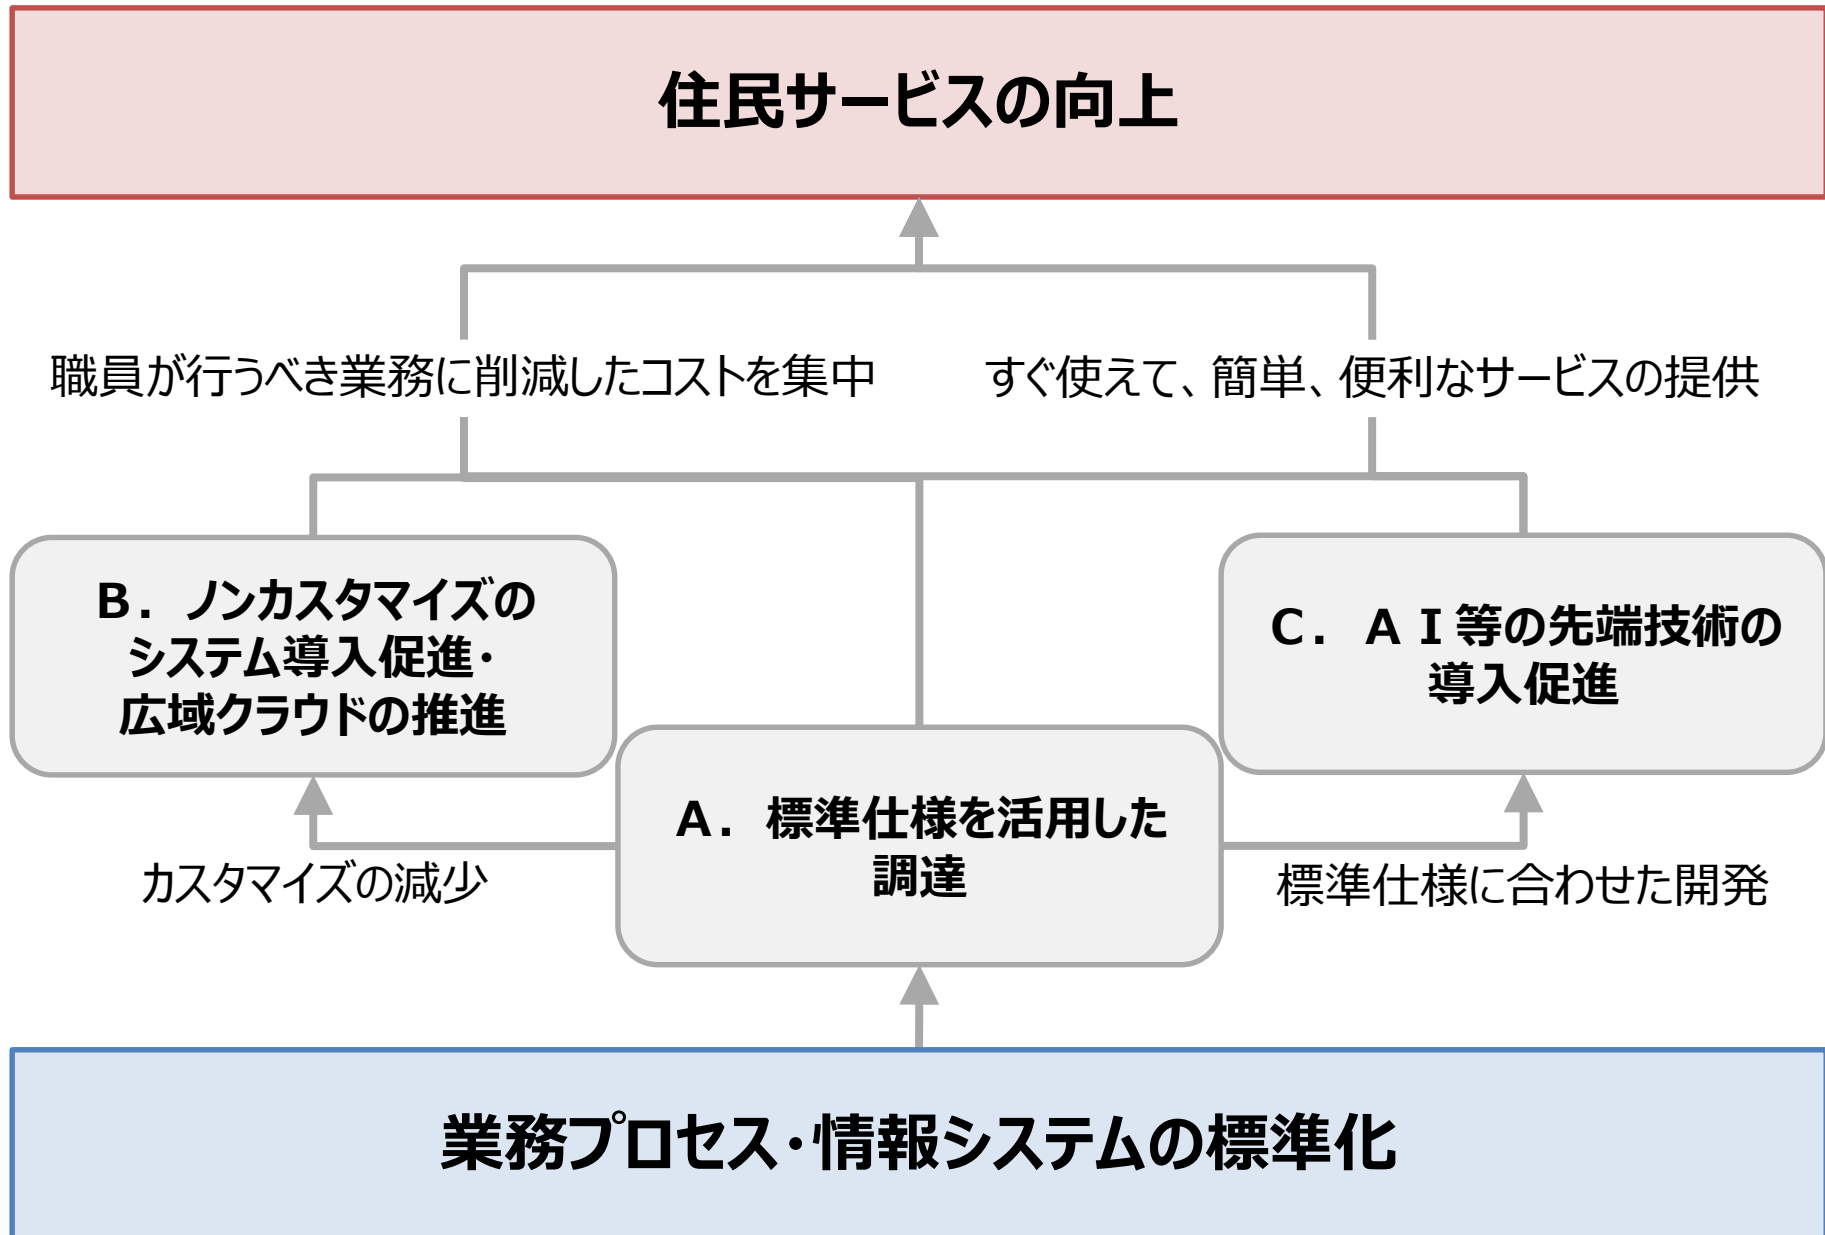 住民サービスの向上
職員が行うべき業務に削減したコストを集中
すぐ使えて、簡単、便利なサービスの提供
B. ノンカスタマイズの
システム導入促進・
広域クラウドの推進
C. AI等の先端技術の
導入促進
A. 標準仕様を活用した
調達
カスタマイズの減少
標準仕様に合わせた開発
業務プロセス・情報システムの標準化